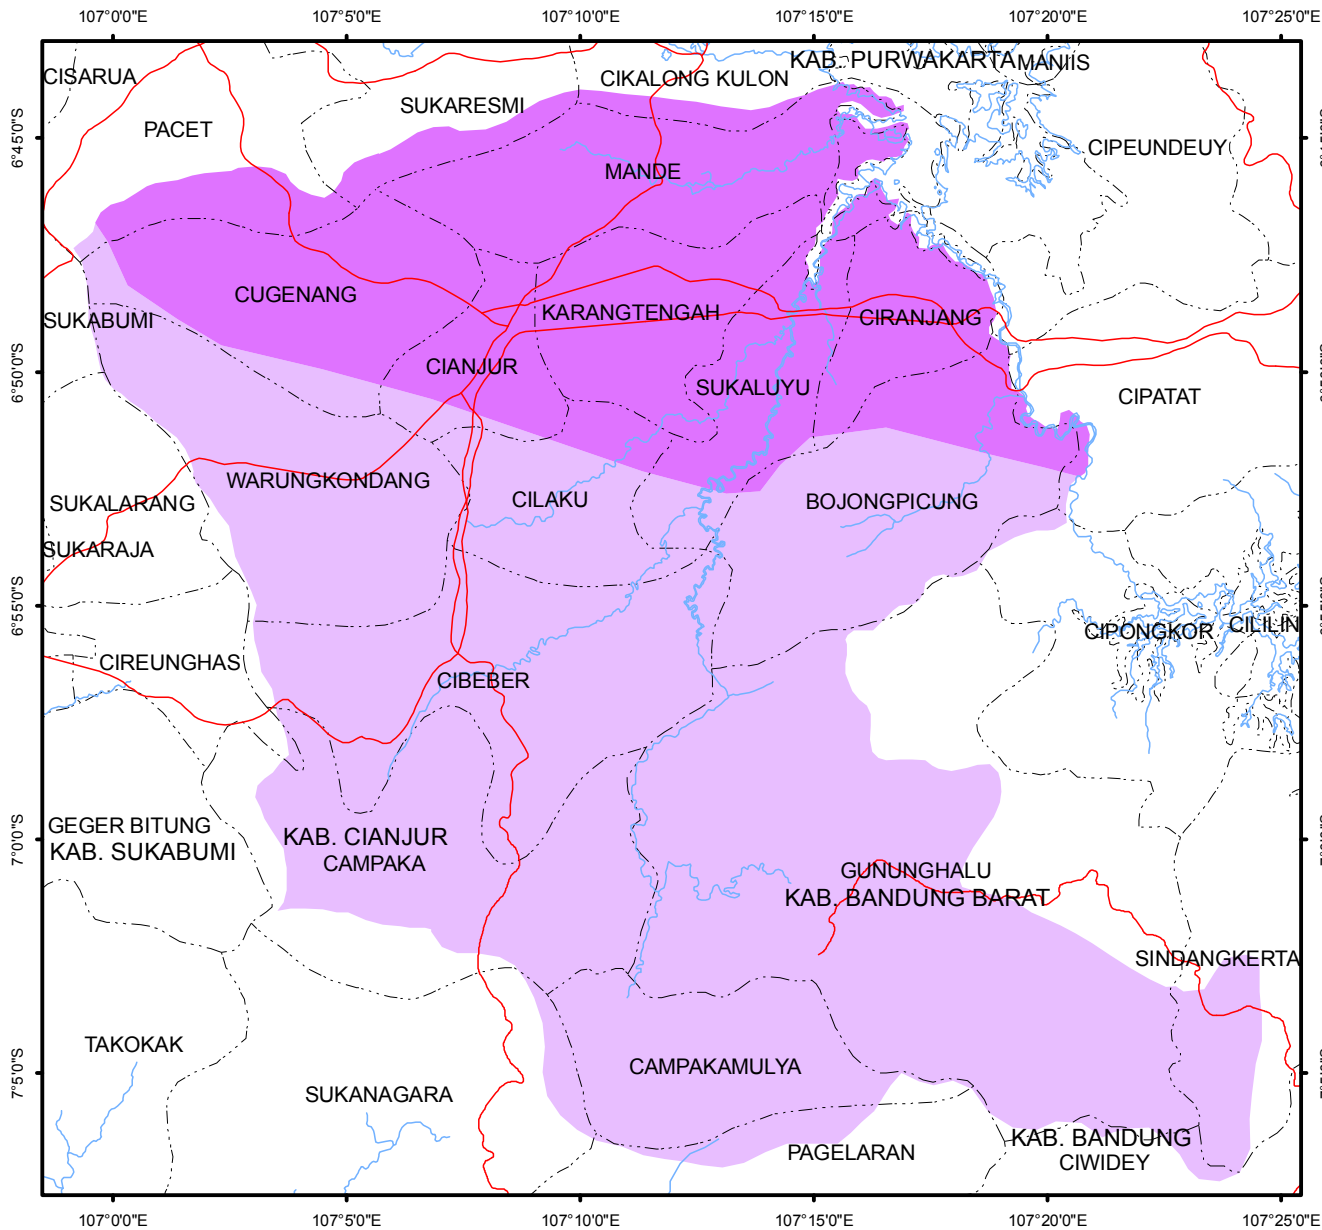 107°0'0"E 107°5'0"E 107°10'0"E 107°15'0"E 107°20'0"E 107°25'0"E
KAB. PURWAKARTA MANIIS
CISARUA
CIKALONG KULON
SUKARESMI
PACET
6°45'0"S
CIPEUNDEUY
MANDE
CUGENANG
KARANGTENGAH
CIRANJANG
SUKABUMI
CIANJUR
6°50'0"S
SUKALUYU
CIPATAT
WARUNGKONDANG
CILAKU
BOJONGPICUNG
SUKALARANG
SUKARAJA
6°55'0"S
CIPONGKOR
CILILIN
CIREUNGHAS
CIBEBER
GEGER BITUNG
KAB. SUKABUMI
KAB. CIANJUR
CAMPAKA
7°0'0"S
GUNUNGHALU
KAB. BANDUNG BARAT
SINDANGKERTA
TAKOKAK
CAMPAKAMULYA
7°5'0"S
SUKANAGARA
KAB. BANDUNG
CIWIDEY
PAGELARAN
107°0'0"E 107°5'0"E 107°10'0"E 107°15'0"E 107°20'0"E 107°25'0"E